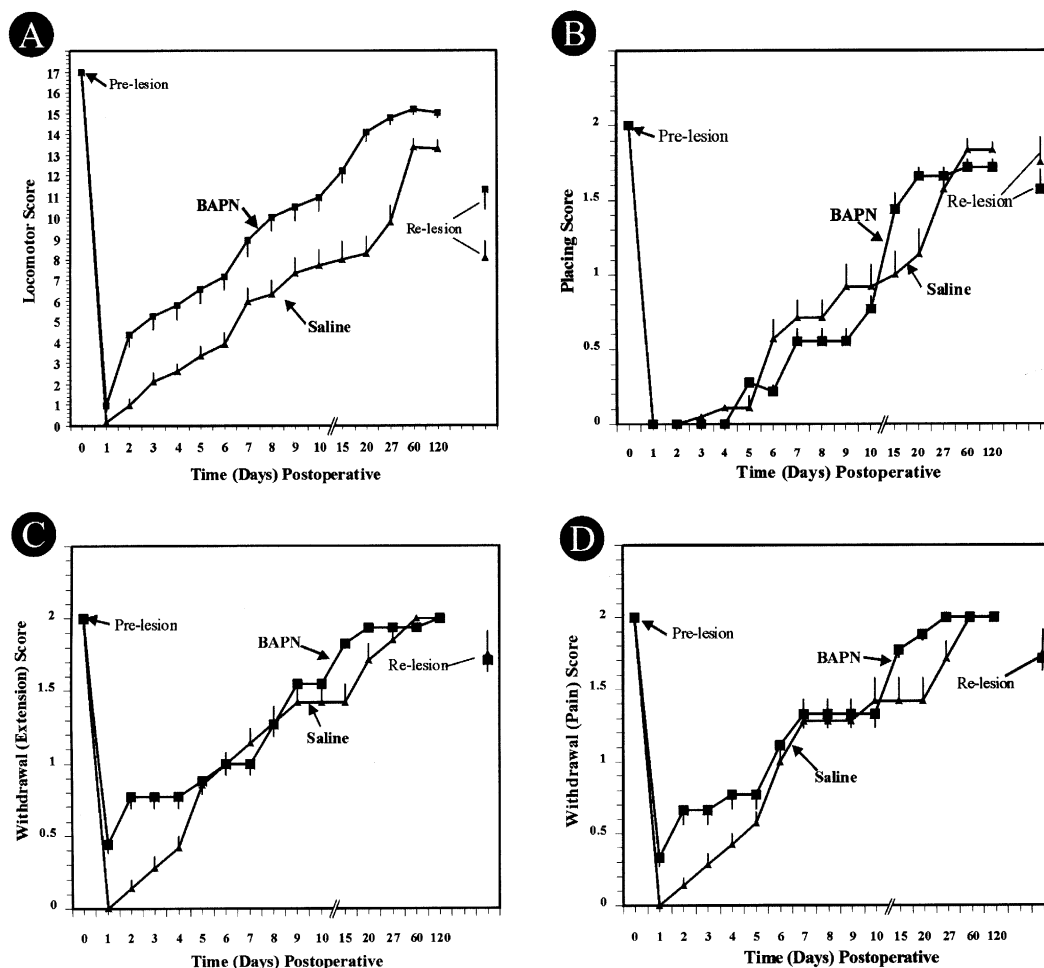 A
Locomotor Score
17
16
15
14
13
12
11
10
9
8
7
6
5
4
3
2
1
0
Pre-lesion
BAPN
Saline
Re-lesion
0 1 2 3 4 5 6 7 8 9 10 15 20 27 60 120
Time (Days) Postoperative
B
Placing Score
2
1.5
1
0.5
0
Pre-lesion
BAPN
Saline
Re-lesion
0 1 2 3 4 5 6 7 8 9 10 15 20 27 60 120
Time (Days) Postoperative
C
Withdrawal (Extension) Score
2
1.5
1
0.5
0
Pre-lesion
BAPN
Saline
Re-lesion
0 1 2 3 4 5 6 7 8 9 10 15 20 27 60 120
Time (Days) Postoperative
D
Withdrawal (Pain) Score
2
1.5
1
0.5
0
Pre-lesion
BAPN
Saline
Re-lesion
0 1 2 3 4 5 6 7 8 9 10 15 20 27 60 120
Time (Days) Postoperative